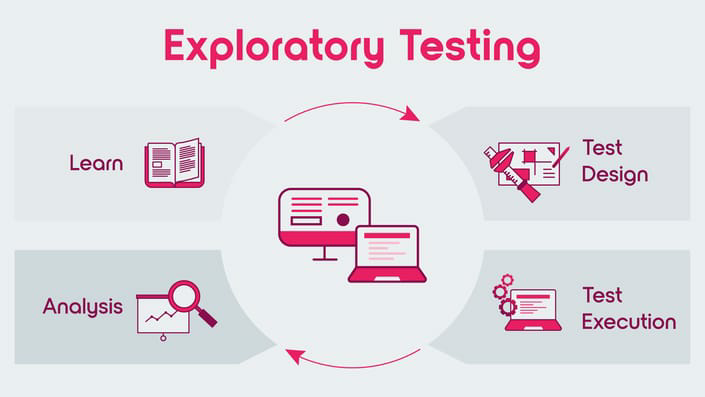 Exploratory Testing
Learn
Test
Design
Analysis
Test
Execution